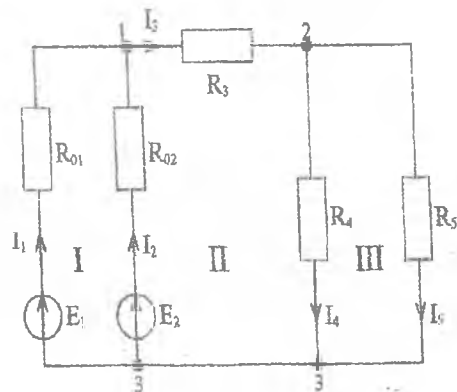 I₃
2
R₃
R₀₁
R₀₂
R₄
R₅
I₁
I
I₂
II
III
E₁
E₂
I₄
I₅
3
3